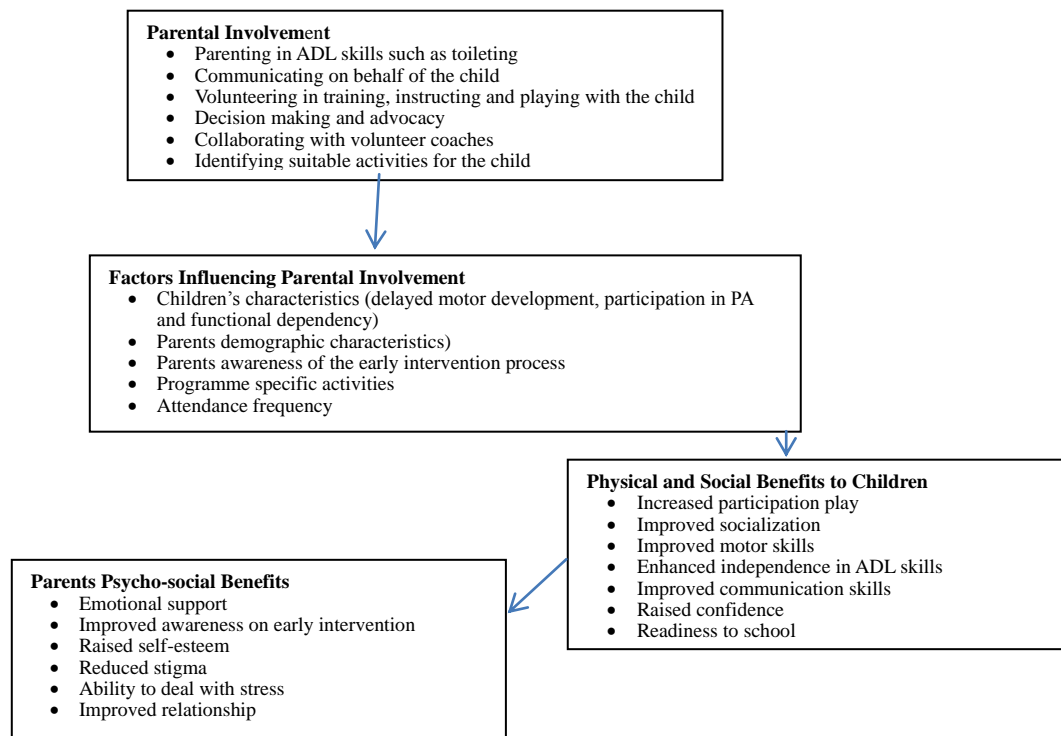 Parental Involvement
• Parenting in ADL skills such as toileting
• Communicating on behalf of the child
• Volunteering in training, instructing and playing with the child
• Decision making and advocacy
• Collaborating with volunteer coaches
• Identifying suitable activities for the child
Factors Influencing Parental Involvement
• Children’s characteristics (delayed motor development, participation in PA
and functional dependency)
• Parents demographic characteristics)
• Parents awareness of the early intervention process
• Programme specific activities
• Attendance frequency
Physical and Social Benefits to Children
• Increased participation play
• Improved socialization
• Improved motor skills
• Enhanced independence in ADL skills
• Improved communication skills
• Raised confidence
• Readiness to school
Parents Psycho-social Benefits
• Emotional support
• Improved awareness on early intervention
• Raised self-esteem
• Reduced stigma
• Ability to deal with stress
• Improved relationship